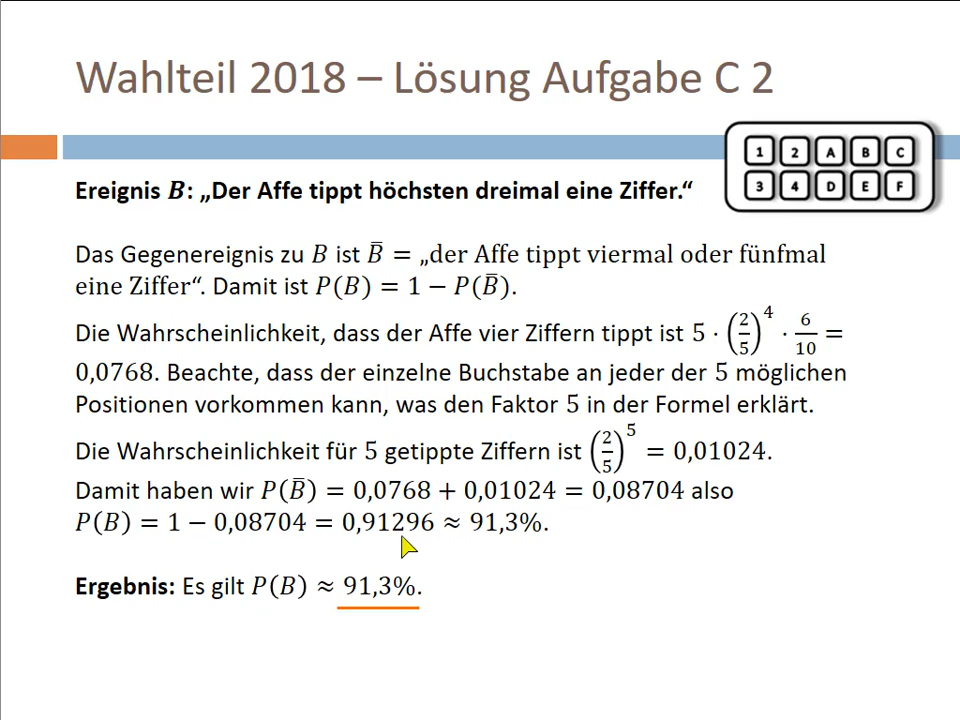 Wahlteil 2018 – Lösung Aufgabe C 2
1 2 A B C
3 4 D E F
Ereignis B: „Der Affe tippt höchsten dreimal eine Ziffer.“
Das Gegenereignis zu B ist B̄ = „der Affe tippt viermal oder fünfmal
eine Ziffer“. Damit ist P(B) = 1 − P(B̄).
Die Wahrscheinlichkeit, dass der Affe vier Ziffern tippt ist 5 · (2/5)⁴ · 6/10 =
0,0768. Beachte, dass der einzelne Buchstabe an jeder der 5 möglichen
Positionen vorkommen kann, was den Faktor 5 in der Formel erklärt.
Die Wahrscheinlichkeit für 5 getippte Ziffern ist (2/5)⁵ = 0,01024.
Damit haben wir P(B̄) = 0,0768 + 0,01024 = 0,08704 also
P(B) = 1 − 0,08704 = 0,91296 ≈ 91,3%.
Ergebnis: Es gilt P(B) ≈ 91,3%.